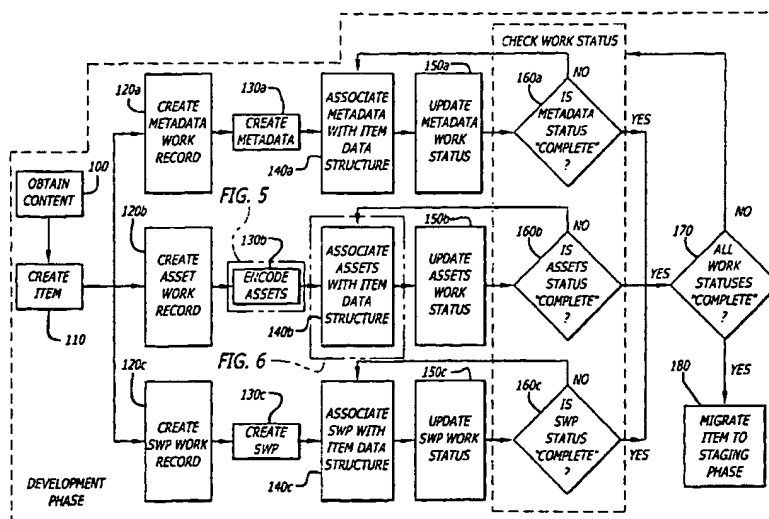 CHECK WORK STATUS
120a
CREATE
METADATA
WORK
RECORD
130a
CREATE
METADATA
ASSOCIATE
METADATA
WITH ITEM
DATA
STRUCTURE
140a
150a
UPDATE
METADATA
WORK
STATUS
160a
NO
IS
METADATA
STATUS
"COMPLETE"
?
YES
100
OBTAIN
CONTENT
CREATE
ITEM
110
FIG. 5
120b
CREATE
ASSET
WORK
RECORD
130b
ENCODE
ASSETS
ASSOCIATE
ASSETS
WITH ITEM
DATA
STRUCTURE
140b
FIG. 6
150b
UPDATE
ASSETS
WORK
STATUS
160b
NO
IS
ASSETS
STATUS
"COMPLETE"
?
YES
NO
170
ALL
WORK
STATUSES
"COMPLETE"
?
YES
120c
CREATE
SWP WORK
RECORD
130c
CREATE
SWP
ASSOCIATE
SWP WITH
ITEM DATA
STRUCTURE
140c
150c
UPDATE
SWP WORK
STATUS
160c
NO
IS
SWP
STATUS
"COMPLETE"
?
YES
180
MIGRATE
ITEM TO
STAGING
PHASE
DEVELOPMENT
PHASE